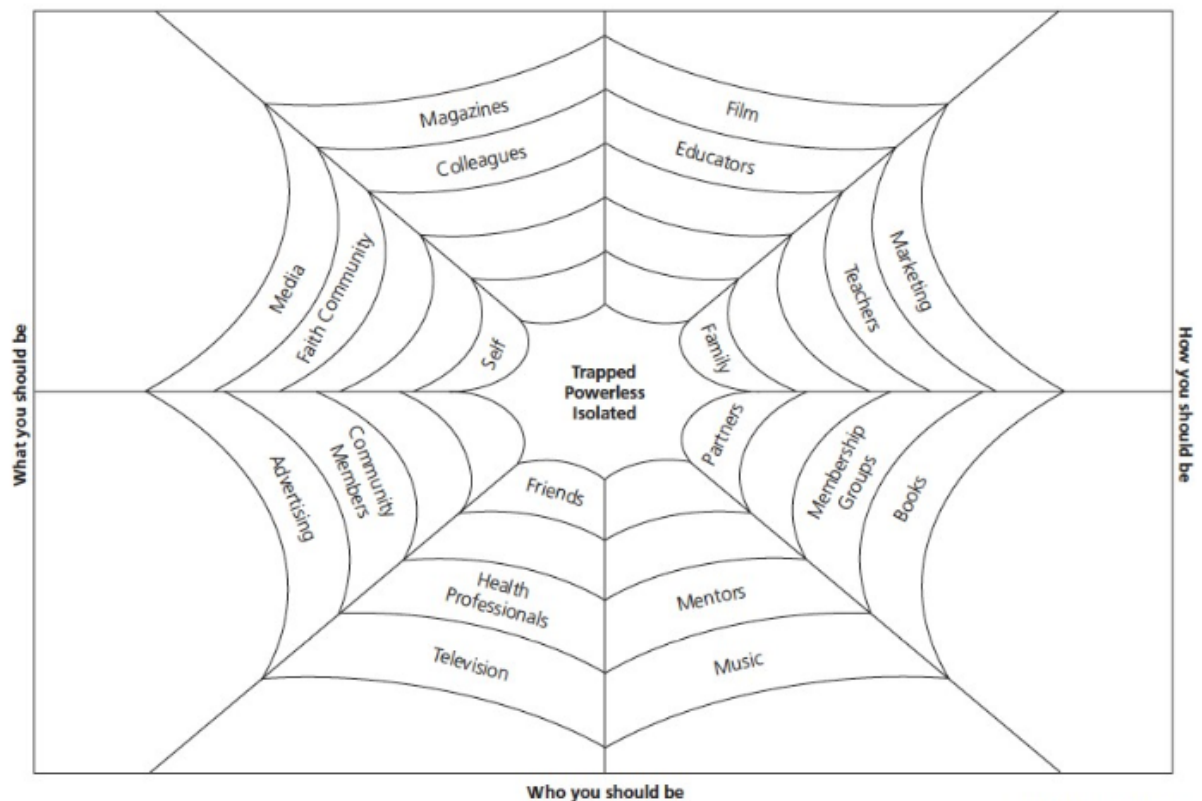 Magazines
Film
Colleagues
Educators
Media
Faith Community
Self
Family
Teachers
Marketing
What you should be
Trapped
Powerless
Isolated
How you should be
Advertising
Community
Members
Friends
Partners
Membership
Groups
Books
Health
Professionals
Mentors
Television
Music
Who you should be